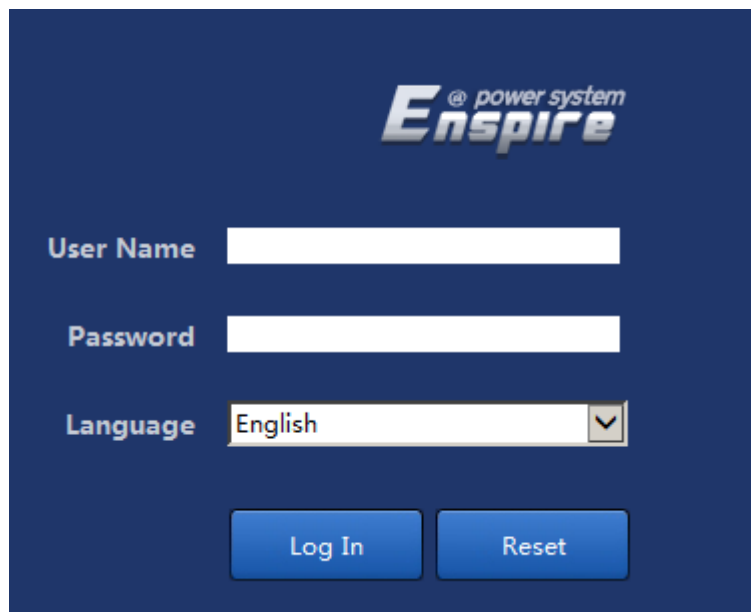 @ power system
Enspire
User Name
Password
Language English
Log In Reset